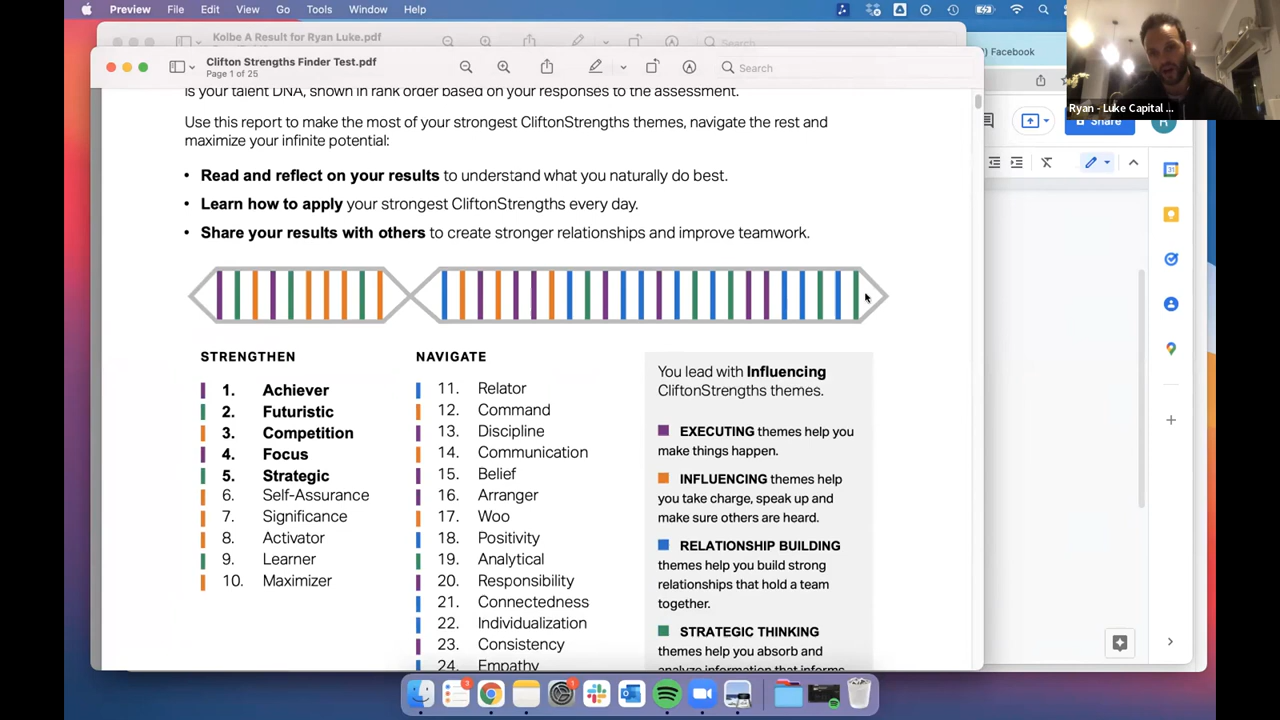 Preview File Edit View Go Tools Window Help
Kolbe A Result for Ryan Luke.pdf
Search
Clifton Strengths Finder Test.pdf
Page 1 of 25
Search
Facebook
Ryan - Luke Capital ...
Share
is your talent DNA, shown in rank order based on your responses to the assessment.
Use this report to make the most of your strongest CliftonStrengths themes, navigate the rest and
maximize your infinite potential:
• Read and reflect on your results to understand what you naturally do best.
• Learn how to apply your strongest CliftonStrengths every day.
• Share your results with others to create stronger relationships and improve teamwork.
STRENGTHEN
1. Achiever
2. Futuristic
3. Competition
4. Focus
5. Strategic
6. Self-Assurance
7. Significance
8. Activator
9. Learner
10. Maximizer
NAVIGATE
11. Relator
12. Command
13. Discipline
14. Communication
15. Belief
16. Arranger
17. Woo
18. Positivity
19. Analytical
20. Responsibility
21. Connectedness
22. Individualization
23. Consistency
24. Empathy
You lead with Influencing
CliftonStrengths themes.
EXECUTING themes help you
make things happen.
INFLUENCING themes help
you take charge, speak up and
make sure others are heard.
RELATIONSHIP BUILDING
themes help you build strong
relationships that hold a team
together.
STRATEGIC THINKING
themes help you absorb and
analyze information that informs